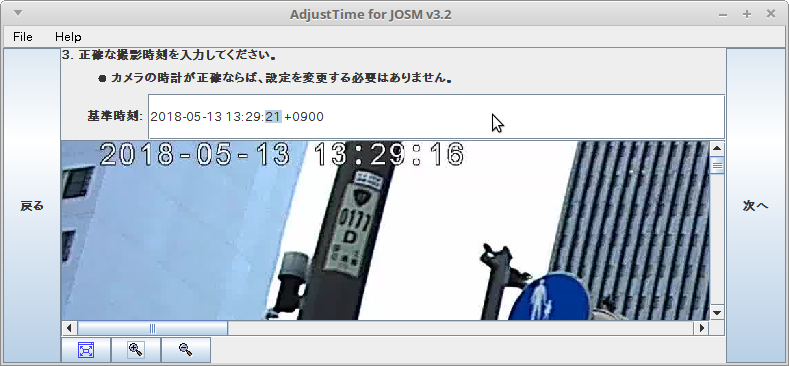 AdjustTime for JOSM v3.2
File Help
3. 正確な撮影時刻を入力してください。
● カメラの時計が正確ならば、設定を変更する必要はありません。
基準時刻: 2018-05-13 13:29:21 +0900
2018-05-13 13:29:16
0177
D
戻る
次へ